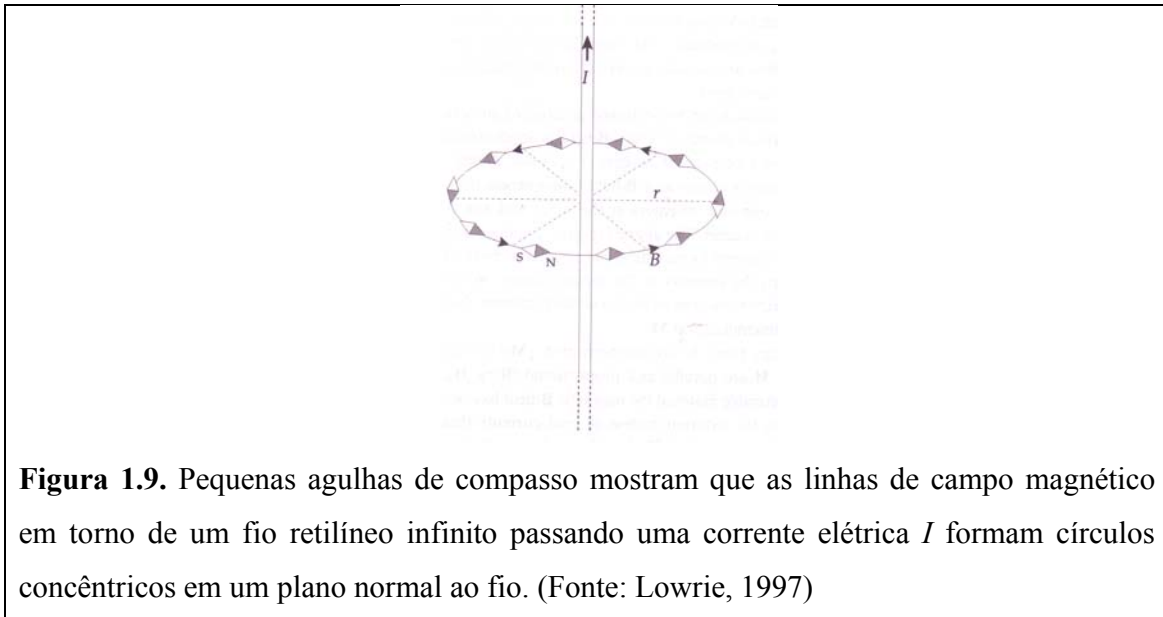 I
r
S N B
Figura 1.9. Pequenas agulhas de compasso mostram que as linhas de campo magnético
em torno de um fio retilíneo infinito passando uma corrente elétrica I formam círculos
concêntricos em um plano normal ao fio. (Fonte: Lowrie, 1997)